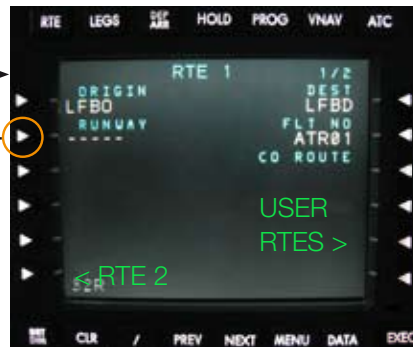 RTE LEGS DEP ARR HOLD PROG VNAV ATC
RTE 1 1/2
ORIGIN DEST
LFBO LFBD
RUNWAY FLT NO
----- ATR01
CO ROUTE
USER
RTES >
< RTE 2
32R
CLR / PREV NEXT MENU DATA EXEC